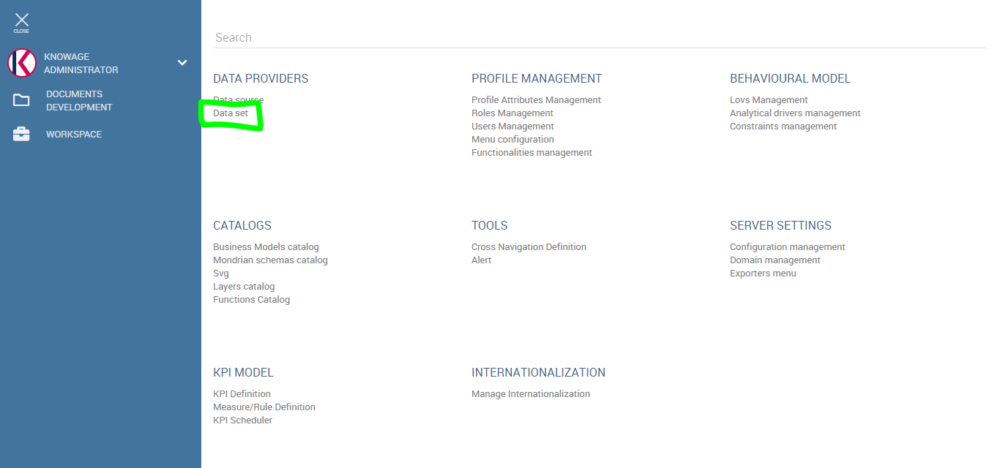 CLOSE
KNOWAGE
ADMINISTRATOR
DOCUMENTS
DEVELOPMENT
WORKSPACE
Search
DATA PROVIDERS
Data source
Data set
PROFILE MANAGEMENT
Profile Attributes Management
Roles Management
Users Management
Menu configuration
Functionalities management
BEHAVIOURAL MODEL
Lovs Management
Analytical drivers management
Constraints management
CATALOGS
Business Models catalog
Mondrian schemas catalog
Svg
Layers catalog
Functions Catalog
TOOLS
Cross Navigation Definition
Alert
SERVER SETTINGS
Configuration management
Domain management
Exporters menu
KPI MODEL
KPI Definition
Measure/Rule Definition
KPI Scheduler
INTERNATIONALIZATION
Manage Internationalization